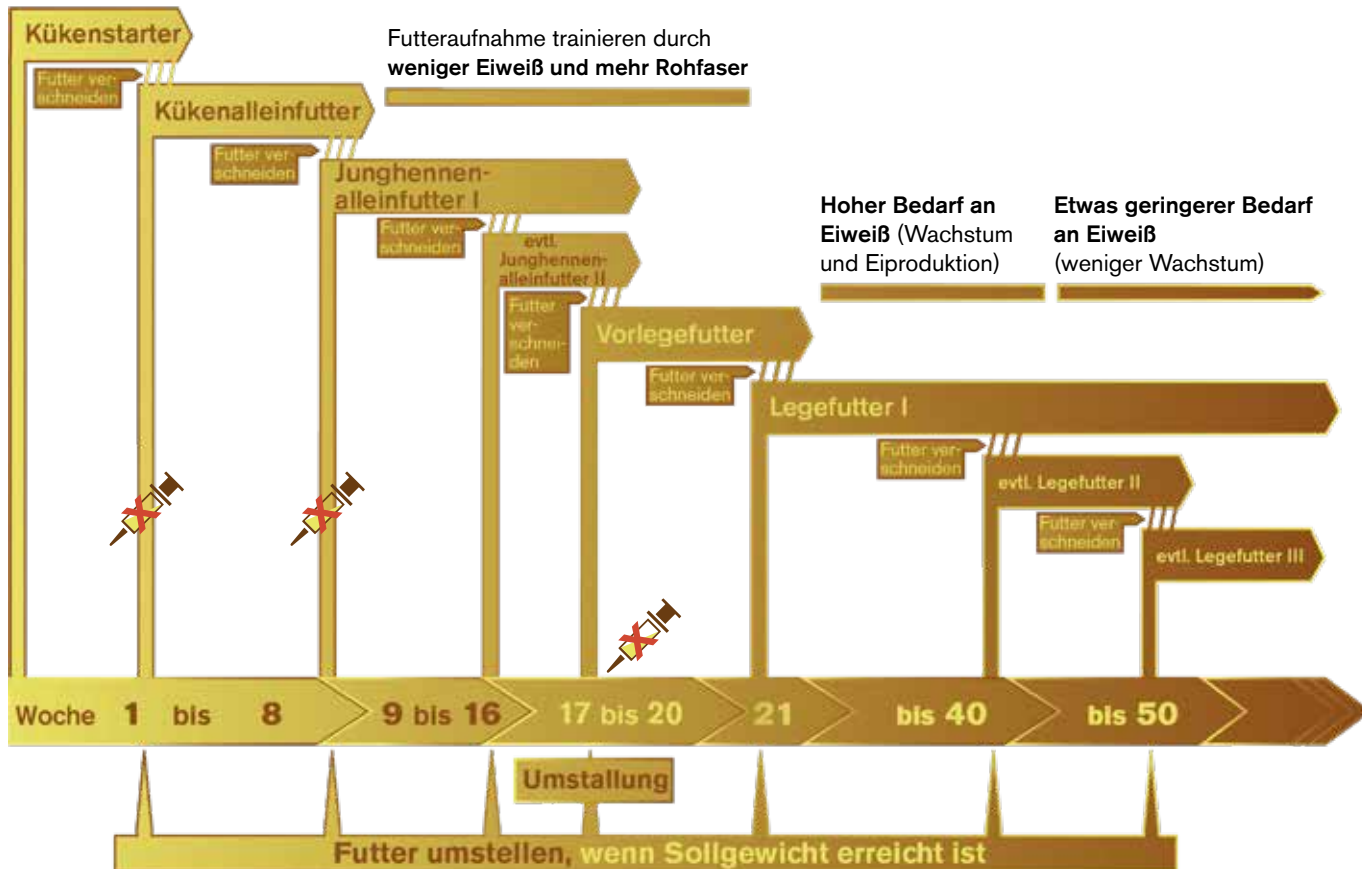 Kükenstarter
Futteraufnahme trainieren durch
weniger Eiweiß und mehr Rohfaser
Futter ver-
schneiden
Kükenalleinfutter
Futter ver-
schneiden
Junghennen-
alleinfutter I
Hoher Bedarf an
Eiweiß (Wachstum
und Eiproduktion)
Etwas geringerer Bedarf
an Eiweiß
(weniger Wachstum)
Futter ver-
schneiden
evtl.
Junghennen-
alleinfutter II
Futter
ver-
schnei-
den
Vorlegefutter
Futter ver-
schneiden
Legefutter I
Futter ver-
schneiden
evtl. Legefutter II
Futter ver-
schneiden
evtl. Legefutter III
Woche 1 bis 8 9 bis 16 17 bis 20 21 bis 40 bis 50
Umstallung
Futter umstellen, wenn Sollgewicht erreicht ist